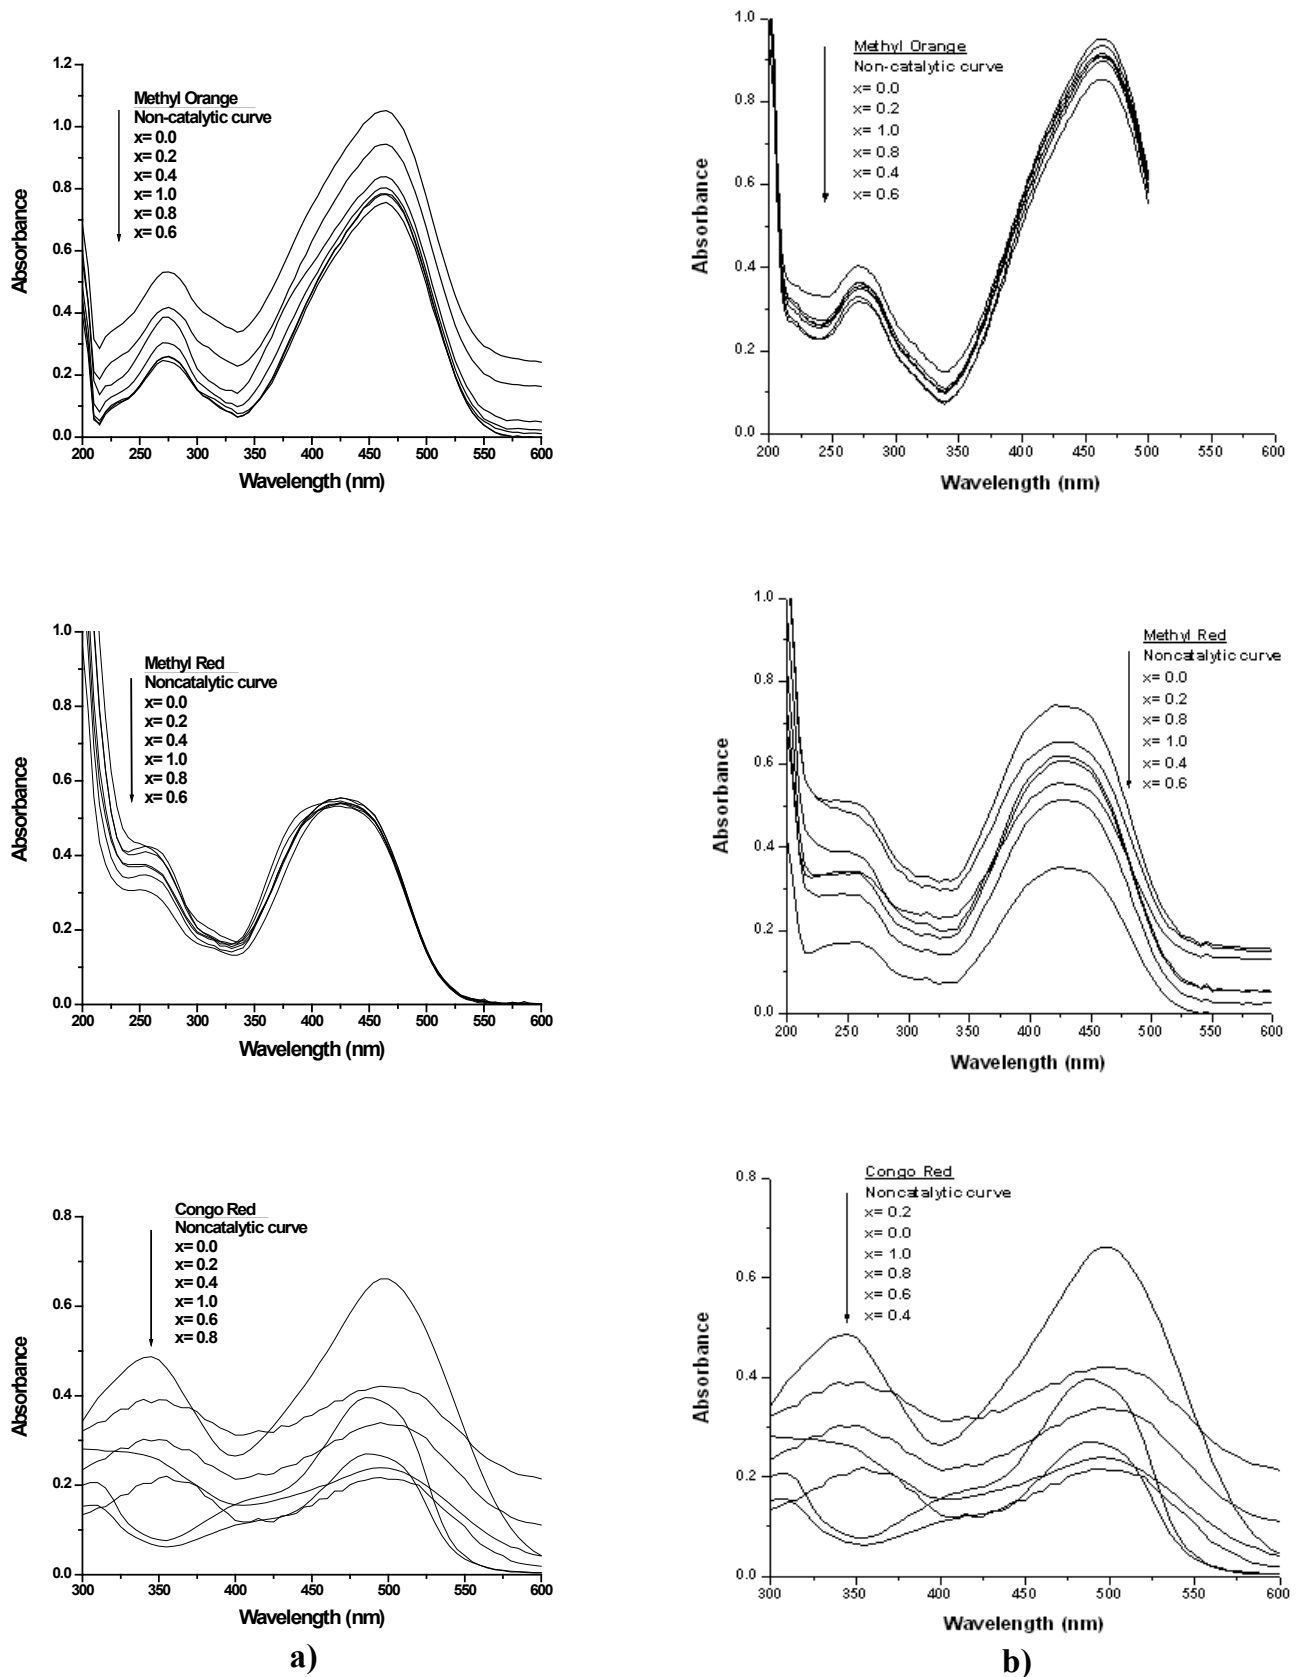 1.2
1.0
0.8
0.6
0.4
0.2
0.0
Absorbance
Methyl Orange
Non-catalytic curve
x= 0.0
x= 0.2
x= 0.4
x= 1.0
x= 0.8
x= 0.6
200 250 300 350 400 450 500 550 600
Wavelength (nm)
1.0
0.8
0.6
0.4
0.2
0.0
Absorbance
Methyl Orange
Non-catalytic curve
x= 0.0
x= 0.2
x= 1.0
x= 0.8
x= 0.4
x= 0.6
200 250 300 350 400 450 500 550 600
Wavelength (nm)
1.0
0.8
0.6
0.4
0.2
0.0
Absorbance
Methyl Red
Noncatalytic curve
x= 0.0
x= 0.2
x= 0.4
x= 1.0
x= 0.8
x= 0.6
200 250 300 350 400 450 500 550 600
Wavelength (nm)
1.0
0.8
0.6
0.4
0.2
0.0
Absorbance
Methyl Red
Noncatalytic curve
x= 0.0
x= 0.2
x= 0.8
x= 1.0
x= 0.4
x= 0.6
200 250 300 350 400 450 500 550 600
Wavelength (nm)
0.8
0.6
0.4
0.2
0.0
Absorbance
Congo Red
Noncatalytic curve
x= 0.0
x= 0.2
x= 0.4
x= 1.0
x= 0.6
x= 0.8
300 350 400 450 500 550 600
Wavelength (nm)
a)
0.8
0.6
0.4
0.2
0.0
Absorbance
Congo Red
Noncatalytic curve
x= 0.2
x= 0.0
x= 1.0
x= 0.8
x= 0.6
x= 0.4
300 350 400 450 500 550 600
Wavelength (nm)
b)